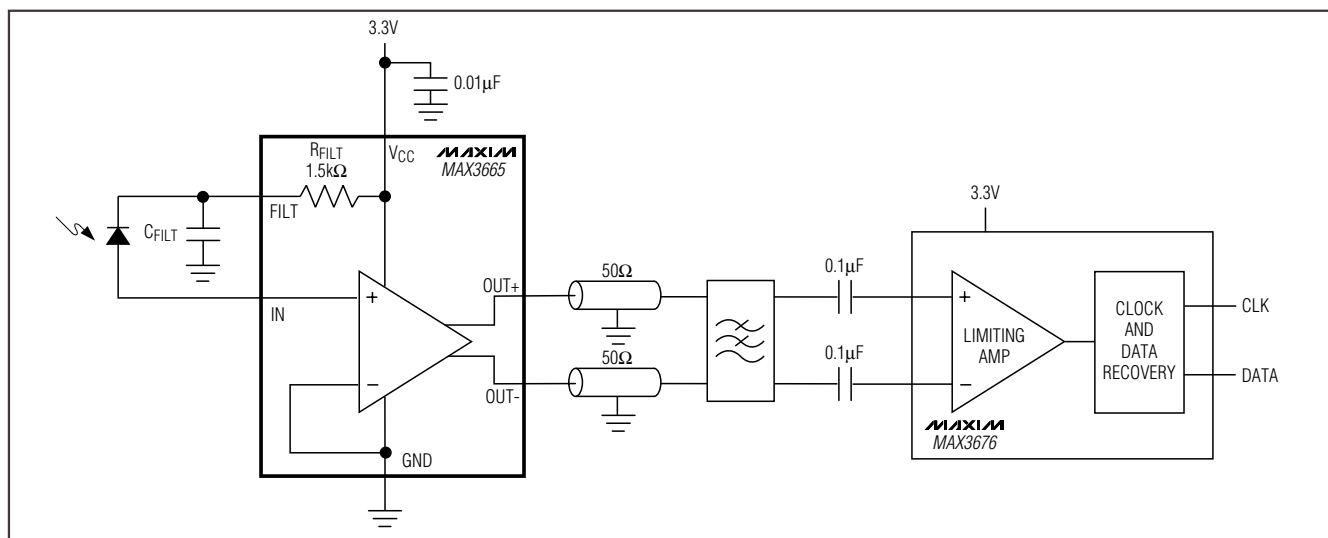 3.3V
0.01µF
RFILT
1.5kΩ
VCC
MAXIM
MAX3665
FILT
CFILT
IN
OUT+
OUT-
GND
50Ω
50Ω
0.1µF
0.1µF
3.3V
+
−
+
−
LIMITING
AMP
MAXIM
MAX3676
CLOCK
AND
DATA
RECOVERY
CLK
DATA